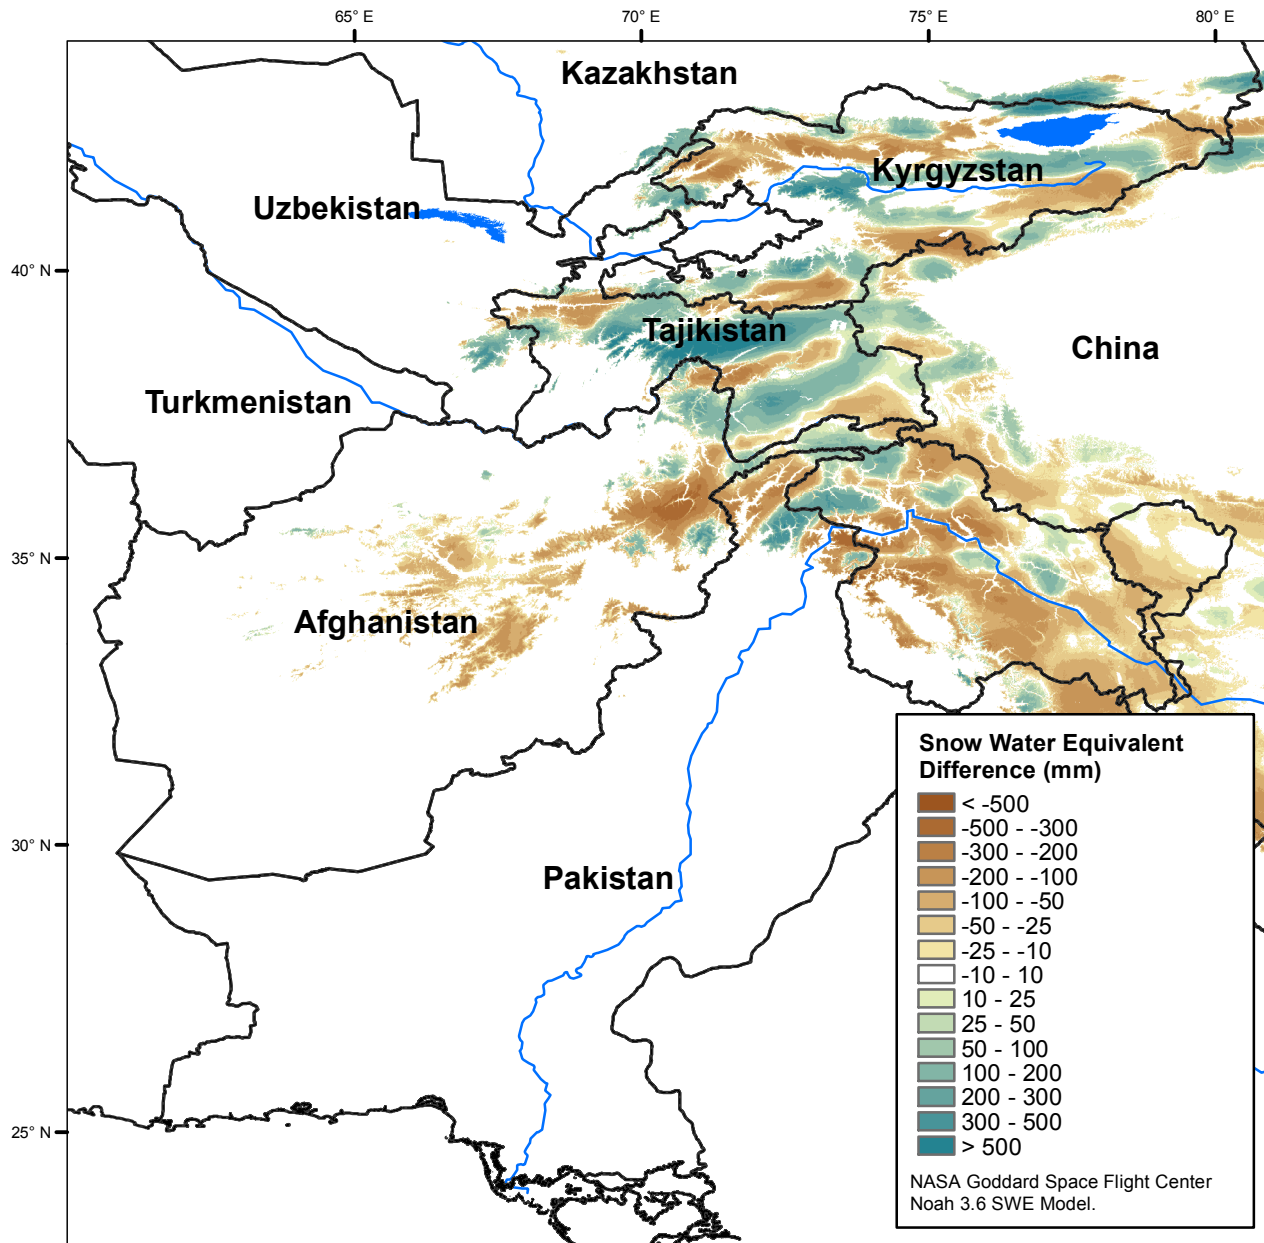 65° E
70° E
75° E
80° E
Kazakhstan
Kyrgyzstan
Uzbekistan
40° N
Tajikistan
China
Turkmenistan
35° N
Afghanistan
Snow Water Equivalent
Difference (mm)
< -500
-500 - -300
-300 - -200
-200 - -100
-100 - -50
-50 - -25
-25 - -10
-10 - 10
10 - 25
25 - 50
50 - 100
100 - 200
200 - 300
300 - 500
> 500
30° N
Pakistan
25° N
NASA Goddard Space Flight Center
Noah 3.6 SWE Model.